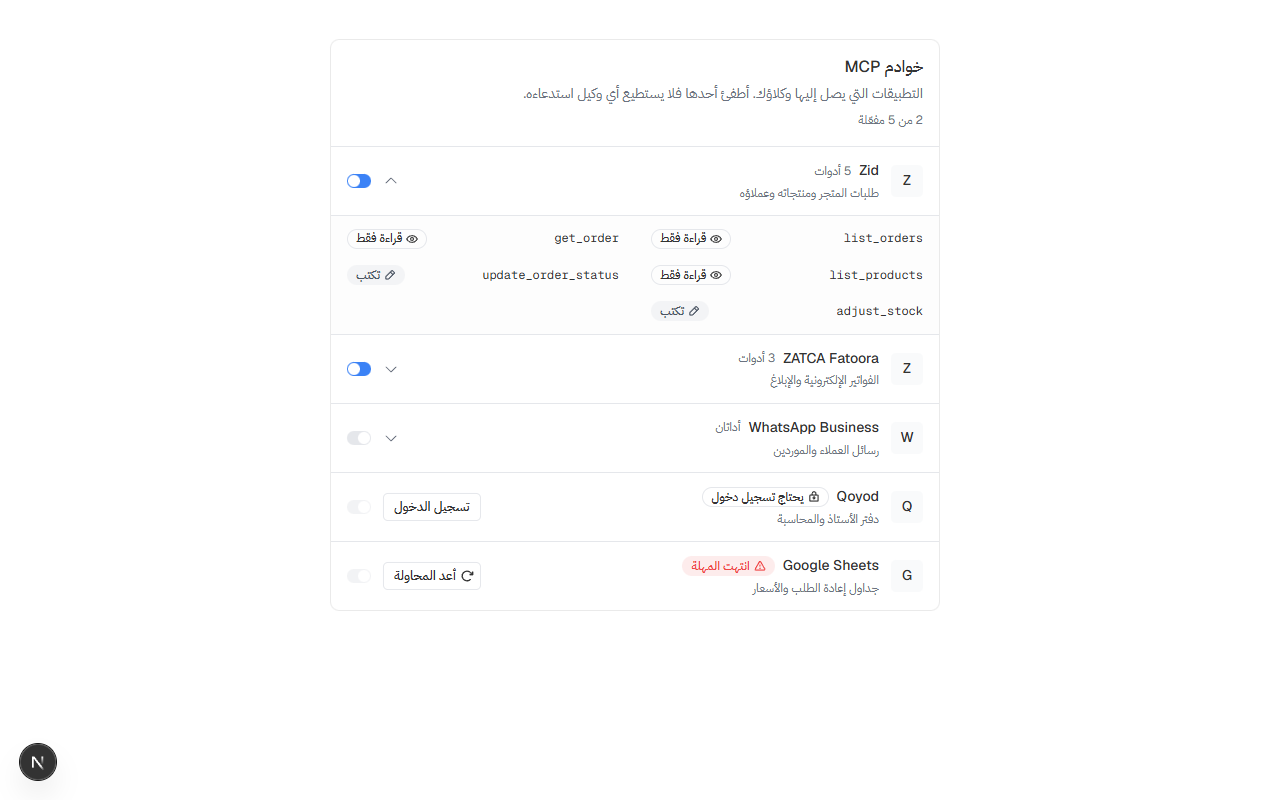 خوادم MCP
التطبيقات التي يصل إليها وكلاؤك. أطفئ أحدها فلا يستطيع أي وكيل استدعاءه.
2 من 5 مفعّلة
Z
Zid 5 أدوات
طلبات المتجر ومنتجاته وعملاؤه
list_orders قراءة فقط get_order قراءة فقط
list_products قراءة فقط update_order_status تكتب
adjust_stock تكتب
Z
ZATCA Fatoora 3 أدوات
الفواتير الإلكترونية والإبلاغ
W
WhatsApp Business أداتان
رسائل العملاء والموردين
Q
Qoyod يحتاج تسجيل دخول
دفتر الأستاذ والمحاسبة
تسجيل الدخول
G
Google Sheets انتهت المهلة
جداول إعادة الطلب والأسعار
أعد المحاولة
N